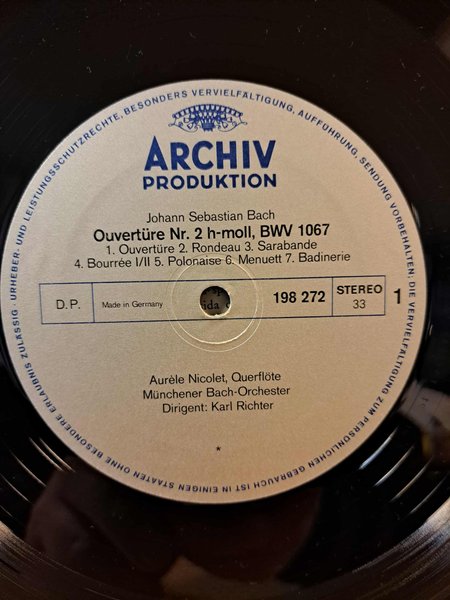 URHEBER- UND LEISTUNGSSCHUTZRECHTE, BESONDERS VERVIELFÄLTIGUNG, AUFFÜHRUNG, SENDUNG VORBEHALTEN
DIE VERVIELFÄLTIGUNG ZUM PERSÖNLICHEN GEBRAUCH IST IN EINIGEN STAATEN OHNE BESONDERE ERLAUBNIS ZULÄSSIG
ARCHIV
PRODUKTION
Johann Sebastian Bach
Ouvertüre Nr. 2 h-moll, BWV 1067
1. Ouvertüre 2. Rondeau 3. Sarabande
4. Bourrée I/II 5. Polonaise 6. Menuett 7. Badinerie
D.P. Made in Germany 198 272 STEREO 33 1
Aurèle Nicolet, Querflöte
Münchener Bach-Orchester
Dirigent: Karl Richter
*